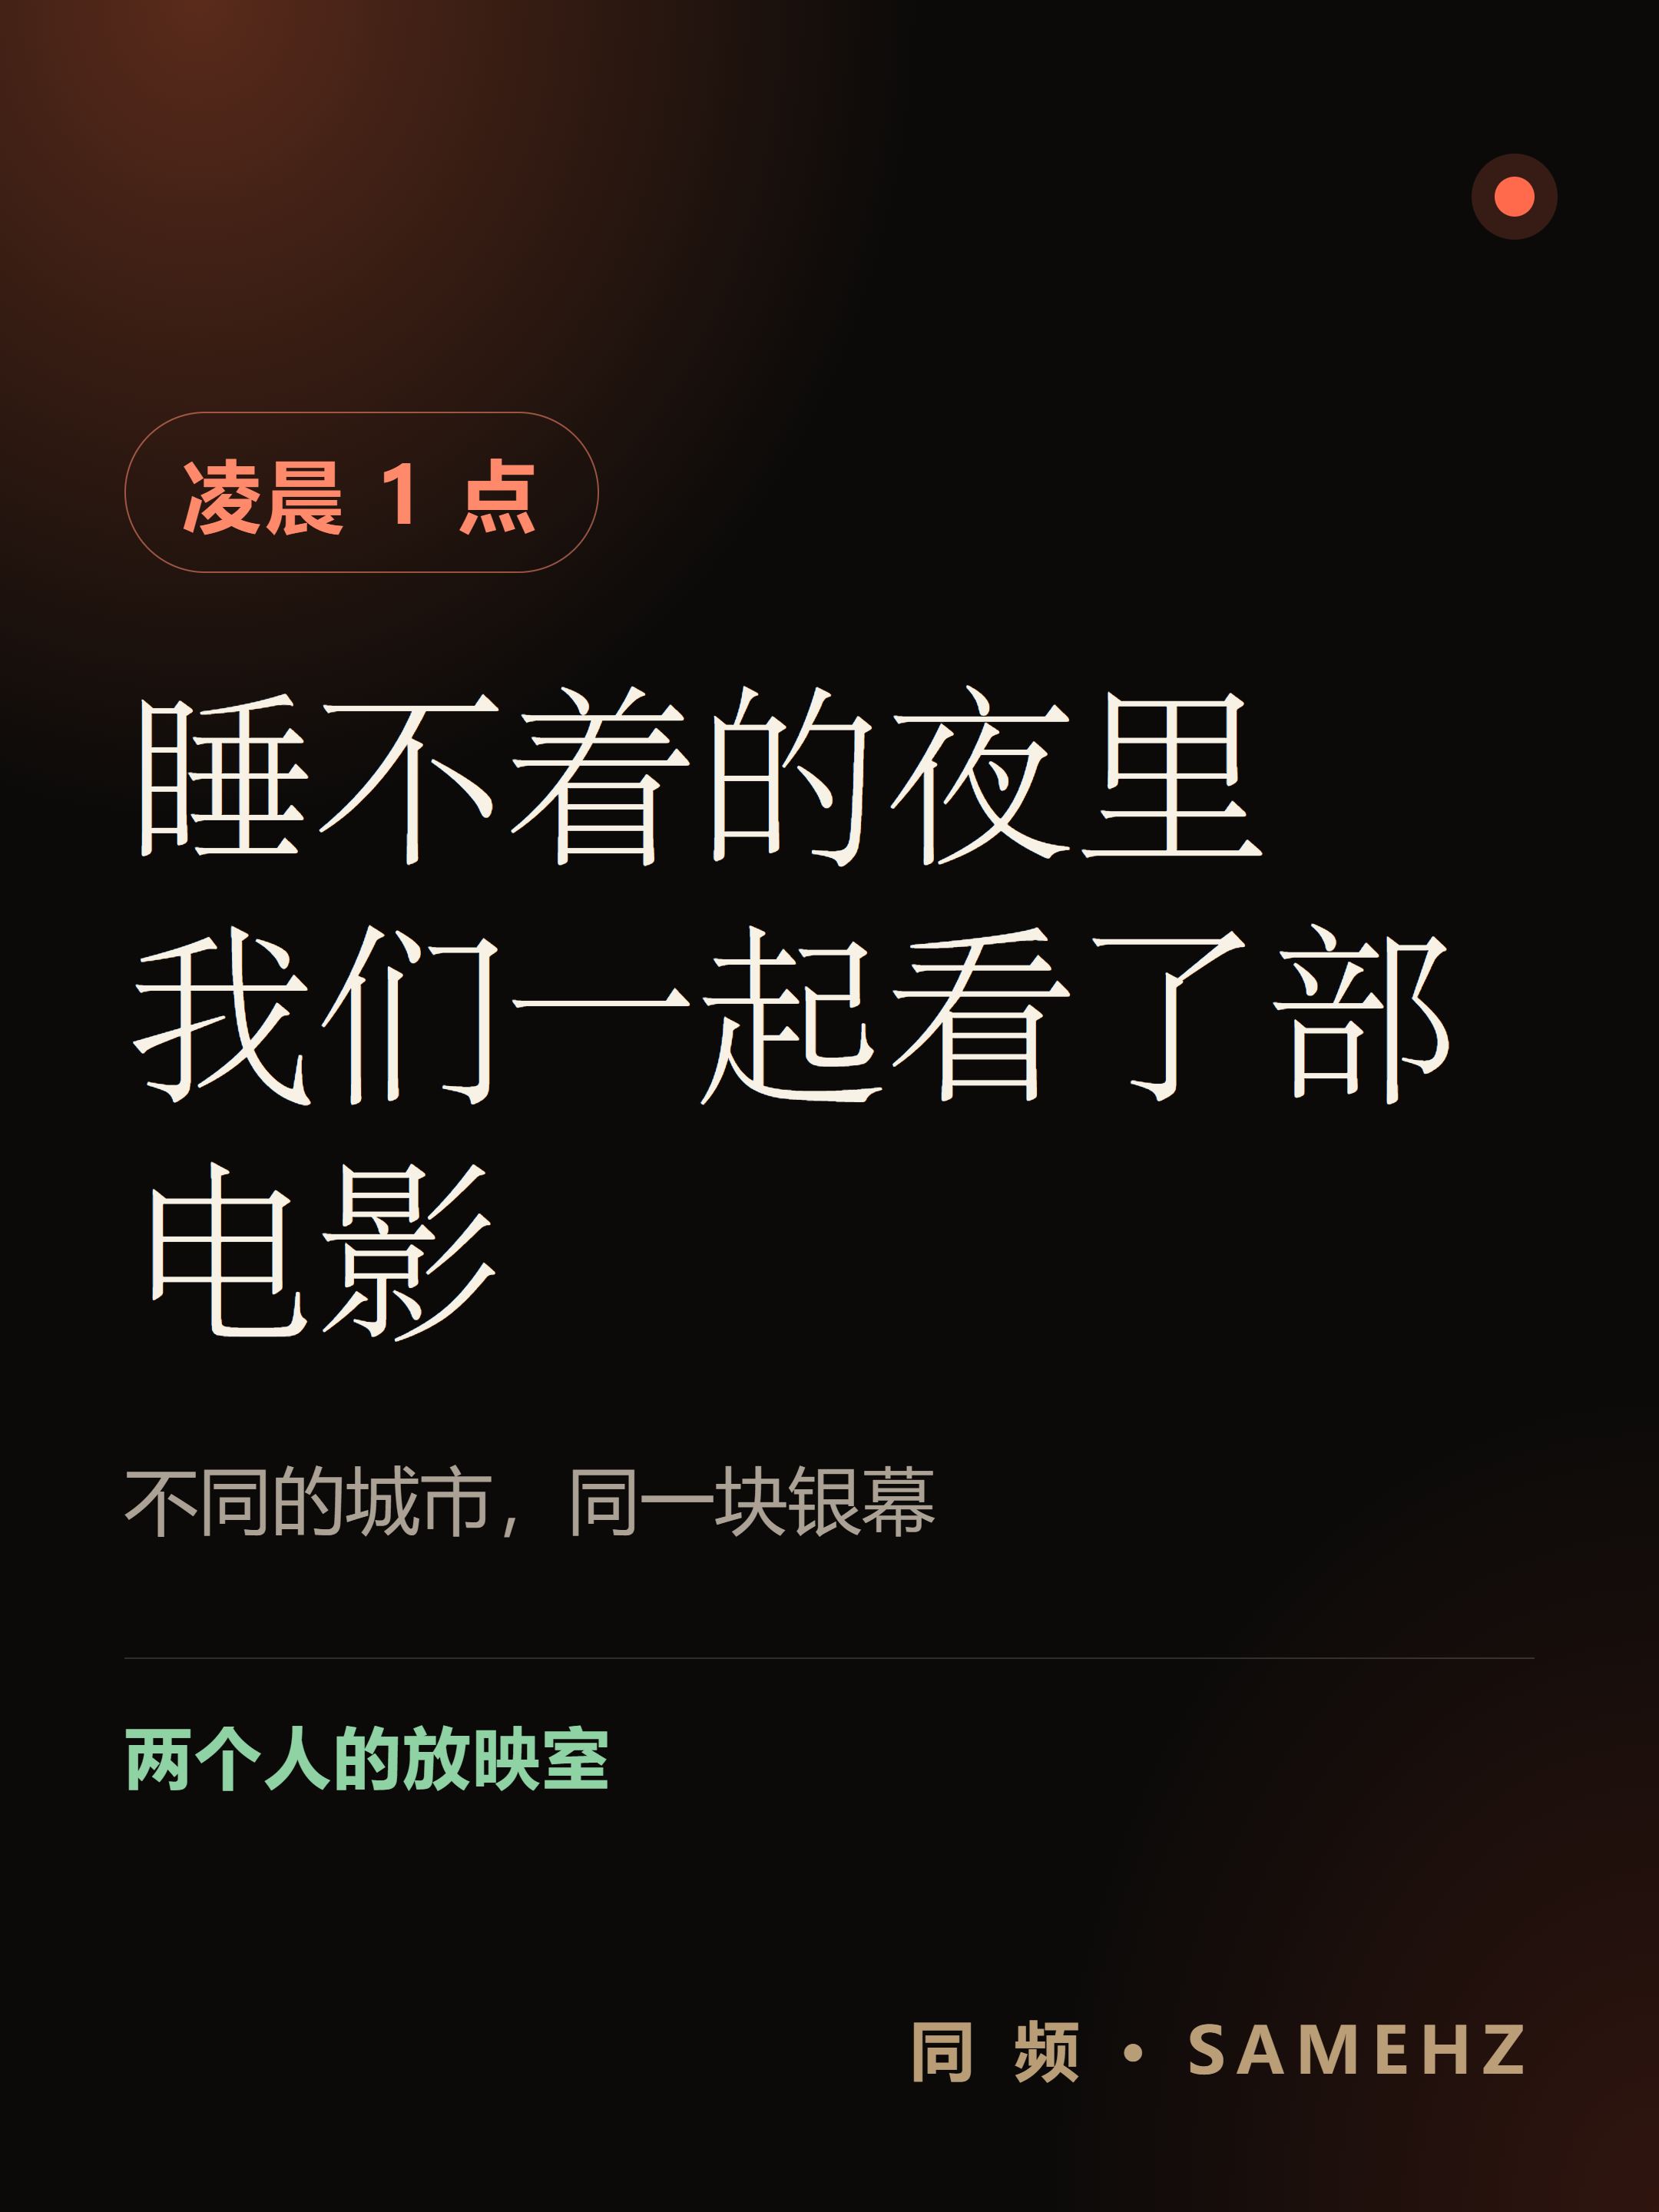 凌晨 1 点
睡不着的夜里
我们一起看了部
电影
不同的城市，同一块银幕
两个人的放映室
同 频 • SAMEHZ